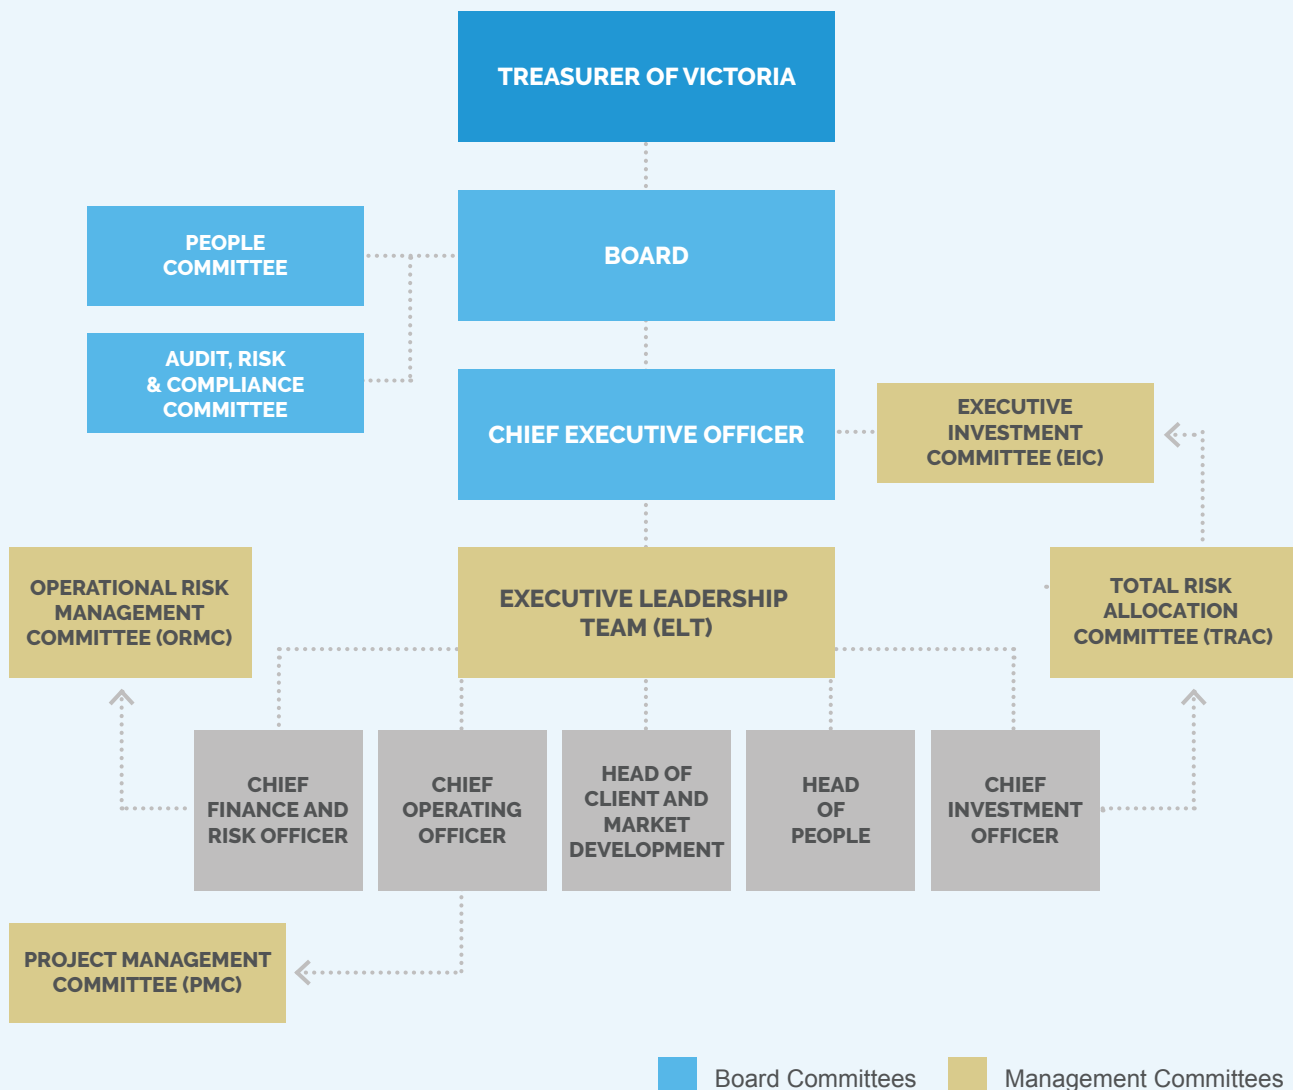 TREASURER OF VICTORIA
PEOPLE
COMMITTEE
BOARD
AUDIT, RISK
& COMPLIANCE
COMMITTEE
CHIEF EXECUTIVE OFFICER
EXECUTIVE
INVESTMENT
COMMITTEE (EIC)
OPERATIONAL RISK
MANAGEMENT
COMMITTEE (ORMC)
EXECUTIVE LEADERSHIP
TEAM (ELT)
TOTAL RISK
ALLOCATION
COMMITTEE (TRAC)
CHIEF
FINANCE AND
RISK OFFICER
CHIEF
OPERATING
OFFICER
HEAD OF
CLIENT AND
MARKET
DEVELOPMENT
HEAD
OF
PEOPLE
CHIEF
INVESTMENT
OFFICER
PROJECT MANAGEMENT
COMMITTEE (PMC)
Board Committees
Management Committees